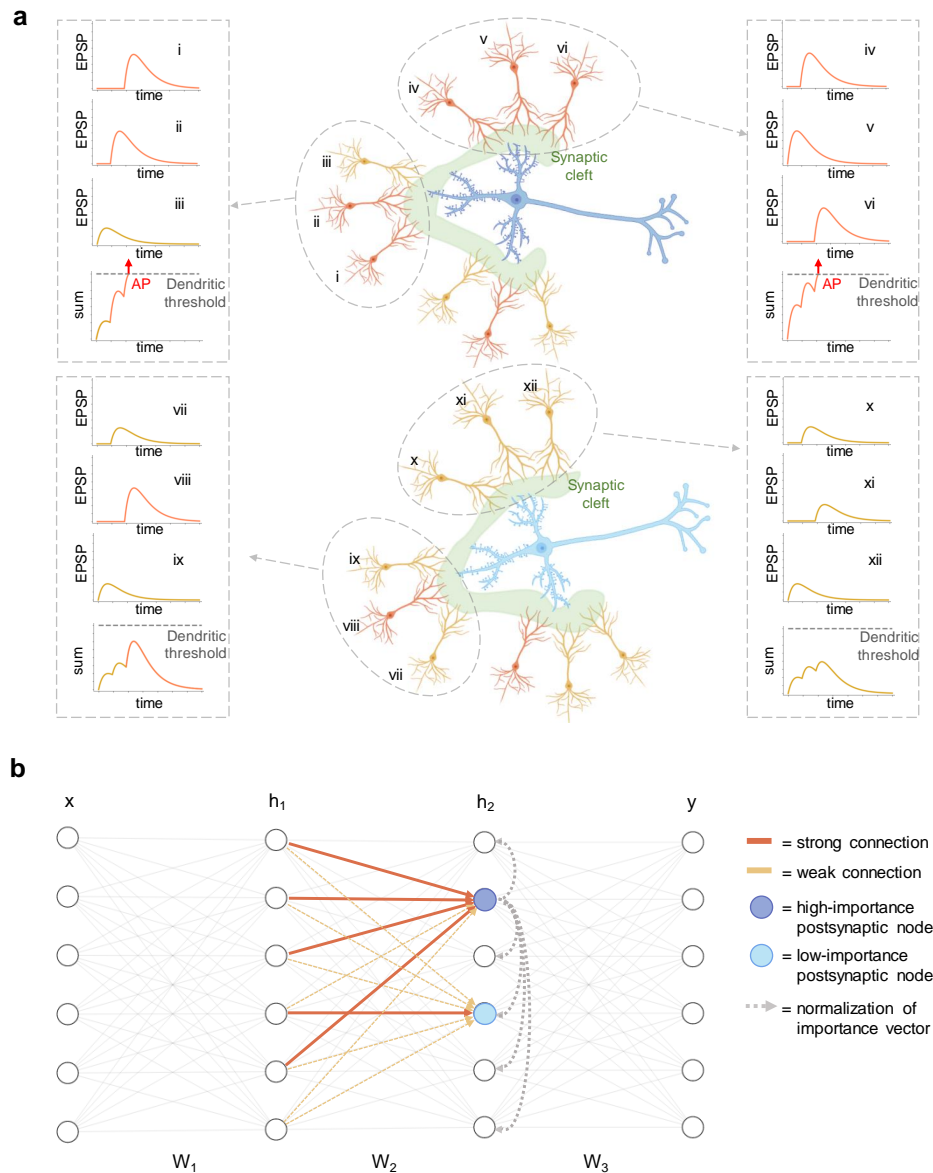 a
EPSP
i
time
EPSP
ii
time
EPSP
iii
time
AP
Dendritic
threshold
sum
time
iv
v
vi
iii
ii
i
Synaptic
cleft
EPSP
iv
time
EPSP
v
time
EPSP
vi
time
AP
Dendritic
threshold
sum
time
EPSP
vii
time
EPSP
viii
time
EPSP
ix
time
Dendritic
threshold
sum
time
x
xi
xii
ix
viii
vii
Synaptic
cleft
EPSP
x
time
EPSP
xi
time
EPSP
xii
time
Dendritic
threshold
sum
time
b
x
h₁
h₂
y
W₁
W₂
W₃
= strong connection
= weak connection
= high-importance
postsynaptic node
= low-importance
postsynaptic node
= normalization of
importance vector